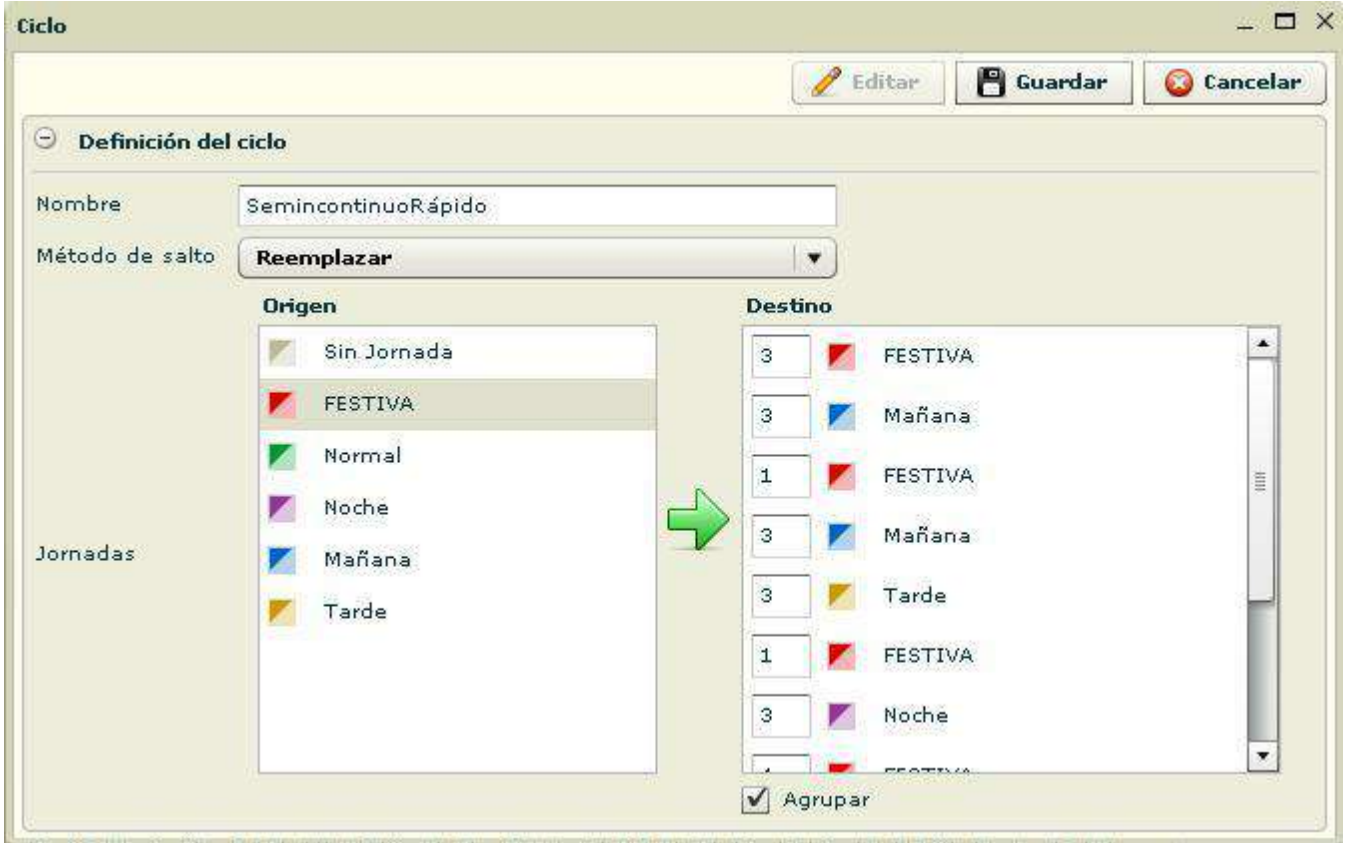 Ciclo
Editar Guardar Cancelar
Definición del ciclo
Nombre SemincontinuoRápido
Método de salto Reemplazar
Origen Destino
Sin Jornada
FESTIVA
Normal
Noche
Mañana
Tarde
Jornadas
3 FESTIVA
3 Mañana
1 FESTIVA
3 Mañana
3 Tarde
1 FESTIVA
3 Noche
FESTIVA
Agrupar